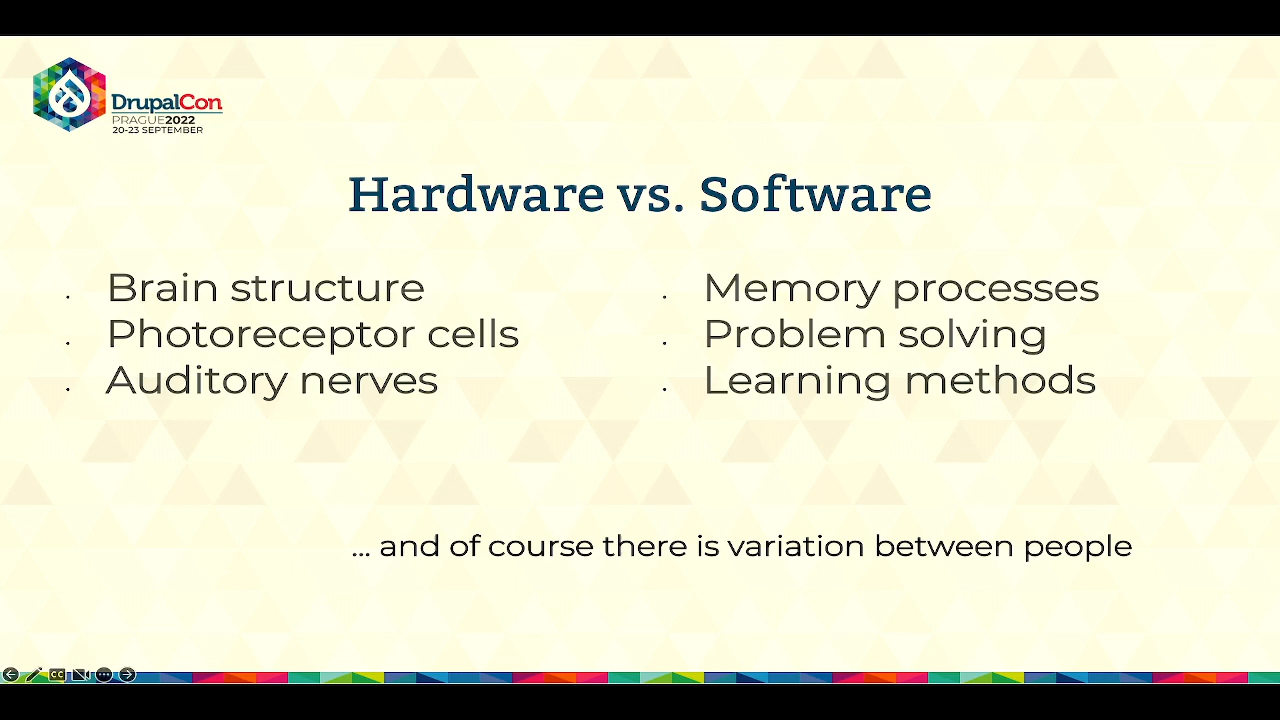 DrupalCon
PRAGUE2022
20-23 SEPTEMBER
Hardware vs. Software
Brain structure
Photoreceptor cells
Auditory nerves
Memory processes
Problem solving
Learning methods
... and of course there is variation between people
CC